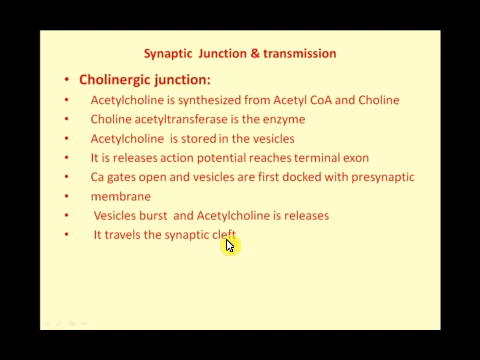 Synaptic Junction & transmission
• Cholinergic junction:
• Acetylcholine is synthesized from Acetyl CoA and Choline
• Choline acetyltransferase is the enzyme
• Acetylcholine is stored in the vesicles
• It is releases action potential reaches terminal exon
• Ca gates open and vesicles are first docked with presynaptic
• membrane
• Vesicles burst and Acetylcholine is releases
• It travels the synaptic cleft